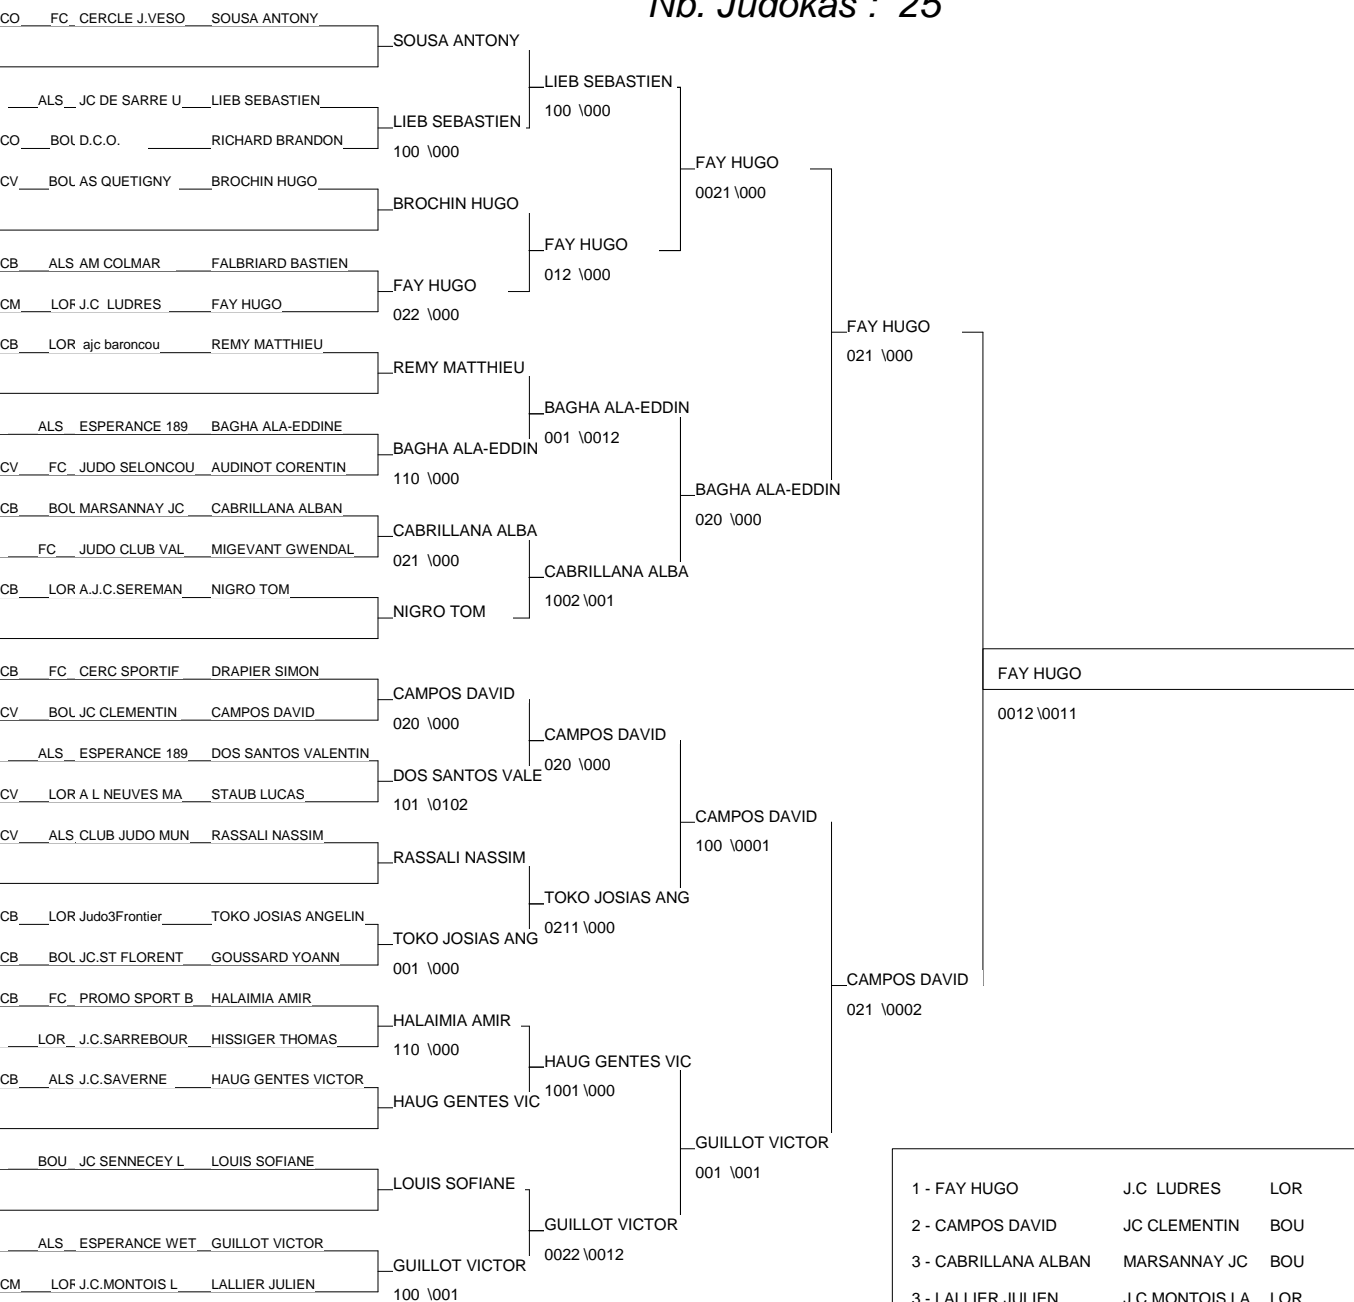 Nb. Judokas : 25
CO FC CERCLE J.VESO SOUSA ANTONY
SOUSA ANTONY
LIEB SEBASTIEN
100 \000
ALS JC DE SARRE U LIEB SEBASTIEN
LIEB SEBASTIEN
100 \000
CO BOU D.C.O. RICHARD BRANDON
FAY HUGO
0021 \000
CV BOU AS QUETIGNY BROCHIN HUGO
BROCHIN HUGO
FAY HUGO
012 \000
CB ALS AM COLMAR FALBRIARD BASTIEN
FAY HUGO
022 \000
CM LOR J.C LUDRES FAY HUGO
FAY HUGO
021 \000
CB LOR ajc baroncou REMY MATTHIEU
REMY MATTHIEU
BAGHA ALA-EDDIN
001 \0012
ALS ESPERANCE 189 BAGHA ALA-EDDINE
BAGHA ALA-EDDIN
110 \000
CV FC JUDO SELONCOU AUDINOT CORENTIN
BAGHA ALA-EDDIN
020 \000
CB BOU MARSANNAY JC CABRILLANA ALBAN
CABRILLANA ALBA
021 \000
FC JUDO CLUB VAL MIGEVANT GWENDAL
CABRILLANA ALBA
1002 \001
CB LOR A.J.C.SEREMAN NIGRO TOM
NIGRO TOM
FAY HUGO
0012 \0011
CB FC CERC SPORTIF DRAPIER SIMON
CAMPOS DAVID
020 \000
CV BOU JC CLEMENTIN CAMPOS DAVID
CAMPOS DAVID
020 \000
ALS ESPERANCE 189 DOS SANTOS VALENTIN
DOS SANTOS VALE
101 \0102
CV LOR A L NEUVES MA STAUB LUCAS
CAMPOS DAVID
100 \0001
CV ALS CLUB JUDO MUN RASSALI NASSIM
RASSALI NASSIM
TOKO JOSIAS ANG
0211 \000
CB LOR Judo3Frontier TOKO JOSIAS ANGELIN
TOKO JOSIAS ANG
001 \000
CB BOU JC.ST FLORENT GOUSSARD YOANN
CAMPOS DAVID
021 \0002
CB FC PROMO SPORT B HALAIMIA AMIR
HALAIMIA AMIR
110 \000
LOR J.C.SARREBOUR HISSIGER THOMAS
HAUG GENTES VIC
1001 \000
CB ALS J.C.SAVERNE HAUG GENTES VICTOR
HAUG GENTES VIC
GUILLOT VICTOR
001 \001
BOU JC SENNECEY L LOUIS SOFIANE
LOUIS SOFIANE
GUILLOT VICTOR
0022 \0012
ALS ESPERANCE WET GUILLOT VICTOR
GUILLOT VICTOR
100 \001
CM LOR J.C.MONTOIS L LALLIER JULIEN
1 - FAY HUGO J.C LUDRES LOR
2 - CAMPOS DAVID JC CLEMENTIN BOU
3 - CABRILLANA ALBAN MARSANNAY JC BOU
3 - LALLIER JULIEN J.C.MONTOIS LA LOR